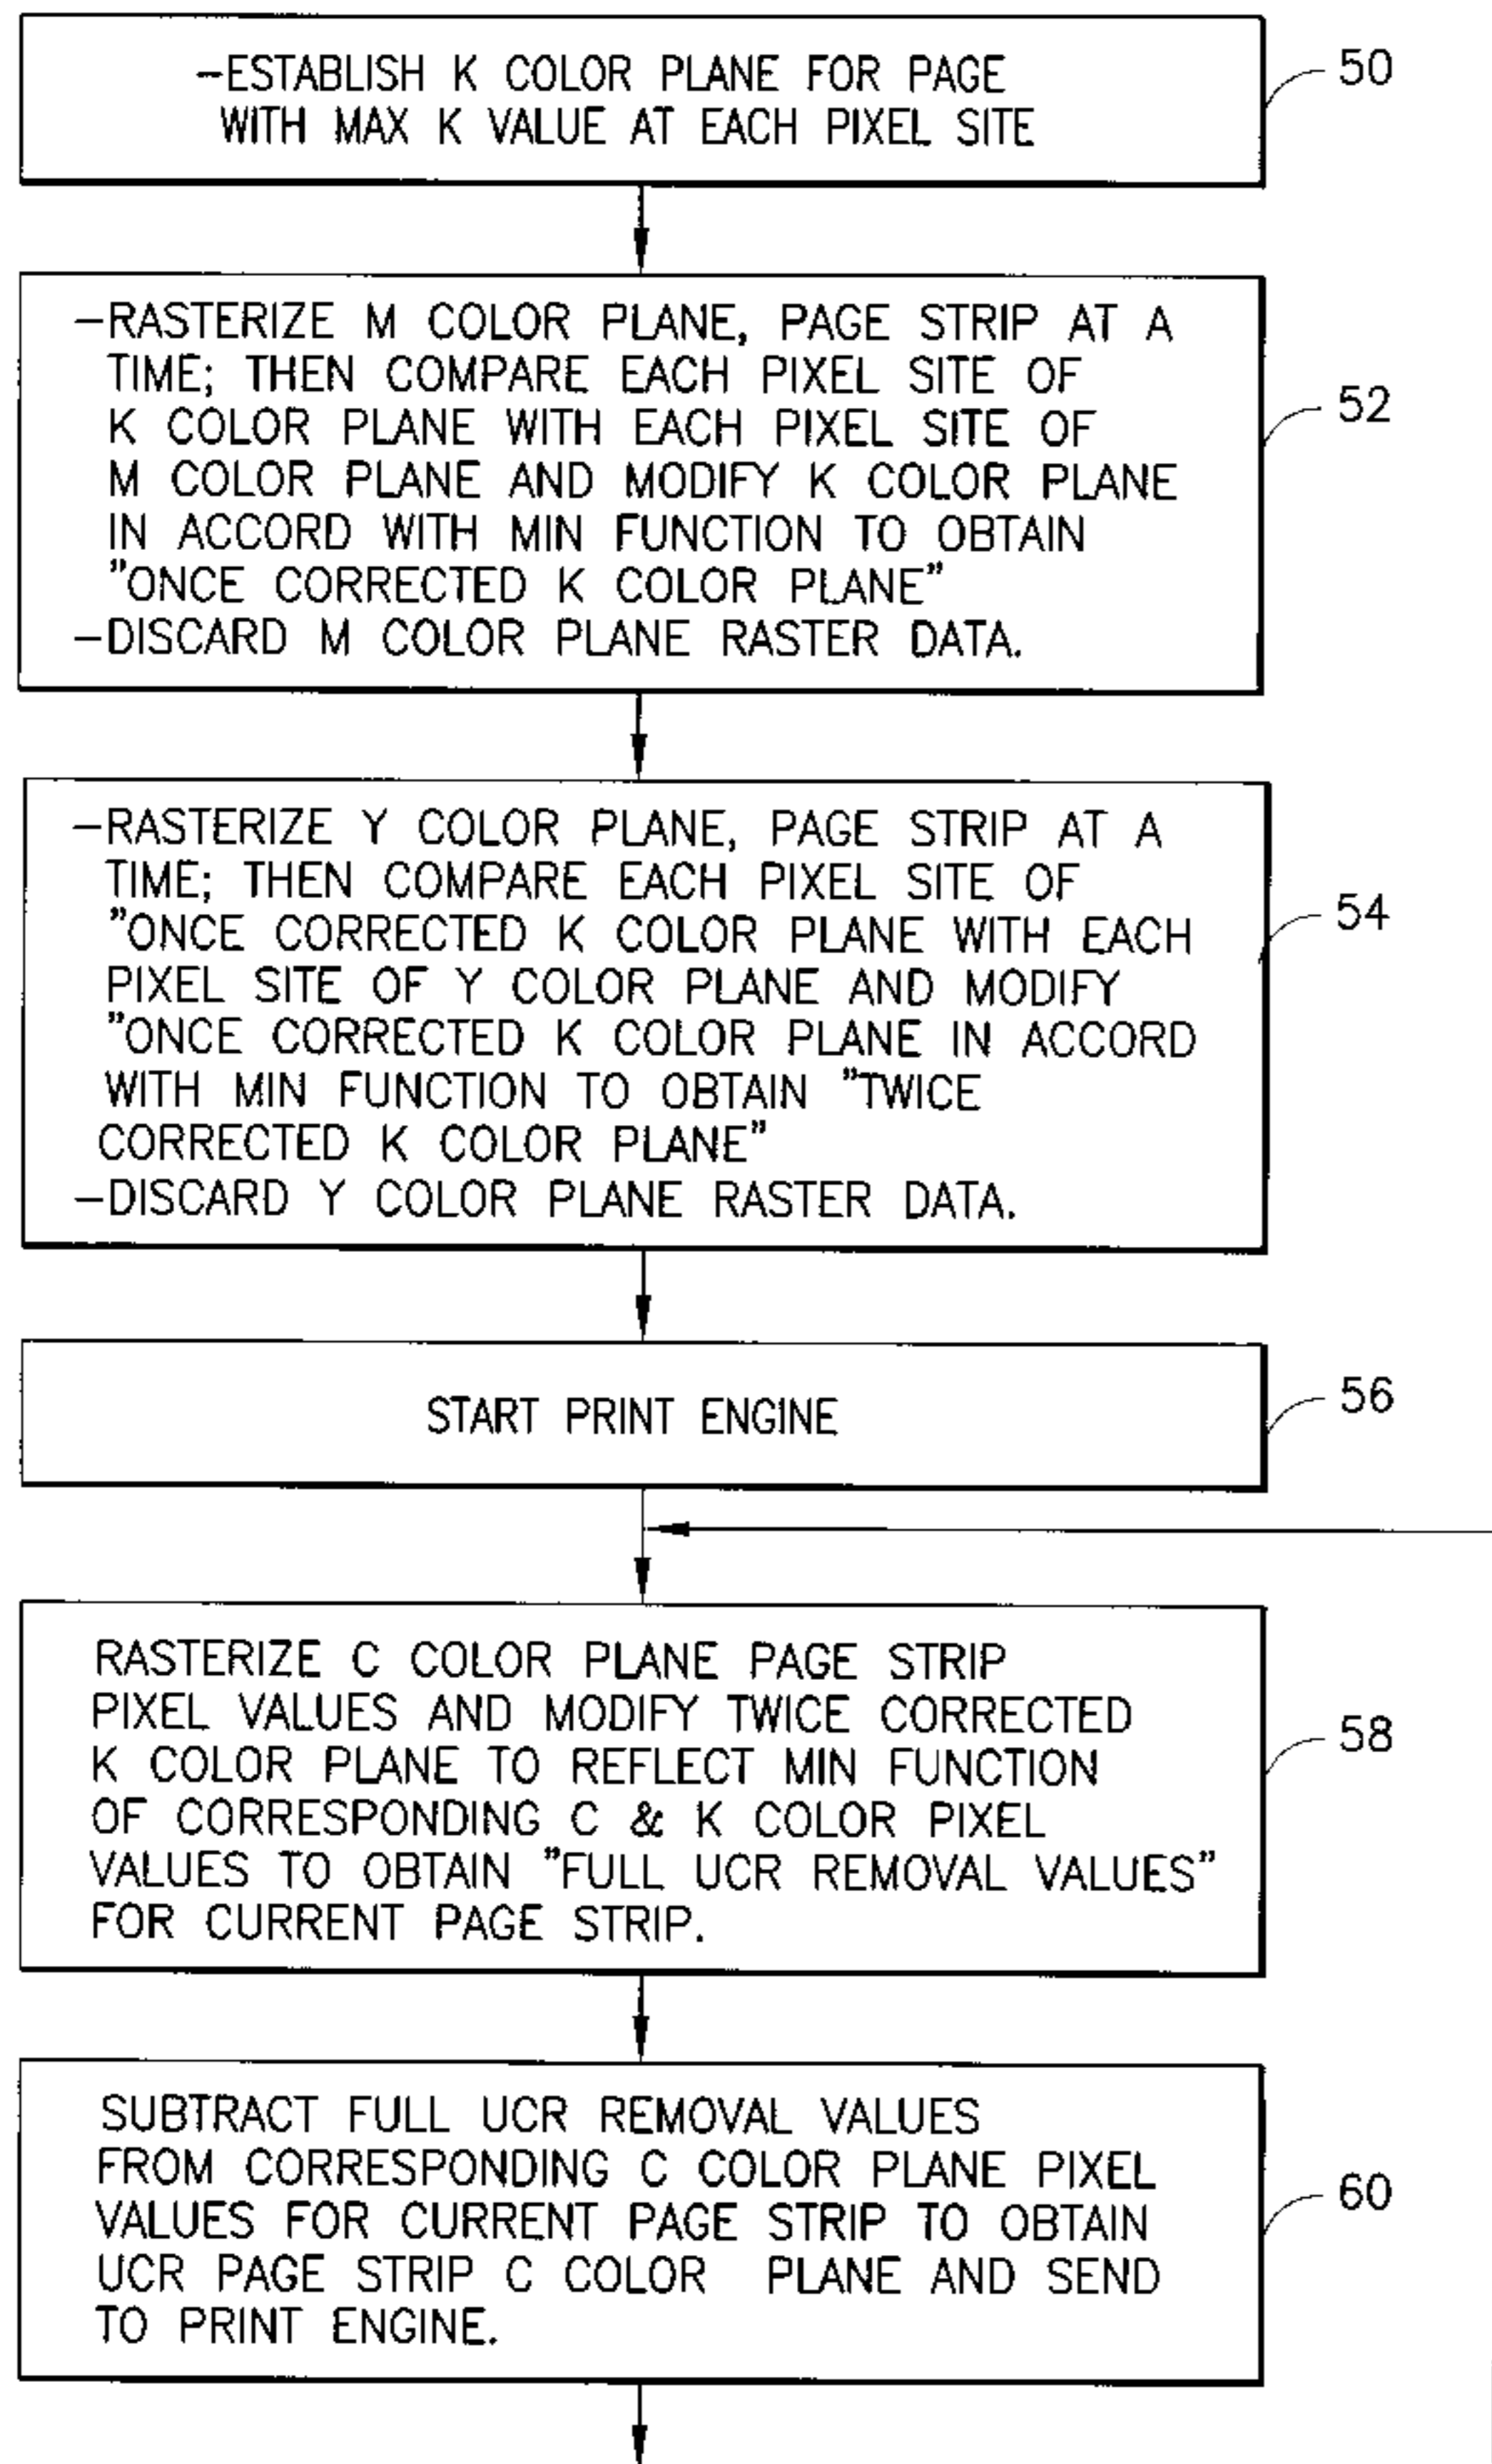 -ESTABLISH K COLOR PLANE FOR PAGE
WITH MAX K VALUE AT EACH PIXEL SITE
50
-RASTERIZE M COLOR PLANE, PAGE STRIP AT A
TIME; THEN COMPARE EACH PIXEL SITE OF
K COLOR PLANE WITH EACH PIXEL SITE OF
M COLOR PLANE AND MODIFY K COLOR PLANE
IN ACCORD WITH MIN FUNCTION TO OBTAIN
"ONCE CORRECTED K COLOR PLANE"
-DISCARD M COLOR PLANE RASTER DATA.
52
-RASTERIZE Y COLOR PLANE, PAGE STRIP AT A
TIME; THEN COMPARE EACH PIXEL SITE OF
"ONCE CORRECTED K COLOR PLANE WITH EACH
PIXEL SITE OF Y COLOR PLANE AND MODIFY
"ONCE CORRECTED K COLOR PLANE IN ACCORD
WITH MIN FUNCTION TO OBTAIN "TWICE
CORRECTED K COLOR PLANE"
-DISCARD Y COLOR PLANE RASTER DATA.
54
START PRINT ENGINE
56
RASTERIZE C COLOR PLANE PAGE STRIP
PIXEL VALUES AND MODIFY TWICE CORRECTED
K COLOR PLANE TO REFLECT MIN FUNCTION
OF CORRESPONDING C & K COLOR PIXEL
VALUES TO OBTAIN "FULL UCR REMOVAL VALUES"
FOR CURRENT PAGE STRIP.
58
SUBTRACT FULL UCR REMOVAL VALUES
FROM CORRESPONDING C COLOR PLANE PIXEL
VALUES FOR CURRENT PAGE STRIP TO OBTAIN
UCR PAGE STRIP C COLOR PLANE AND SEND
TO PRINT ENGINE.
60